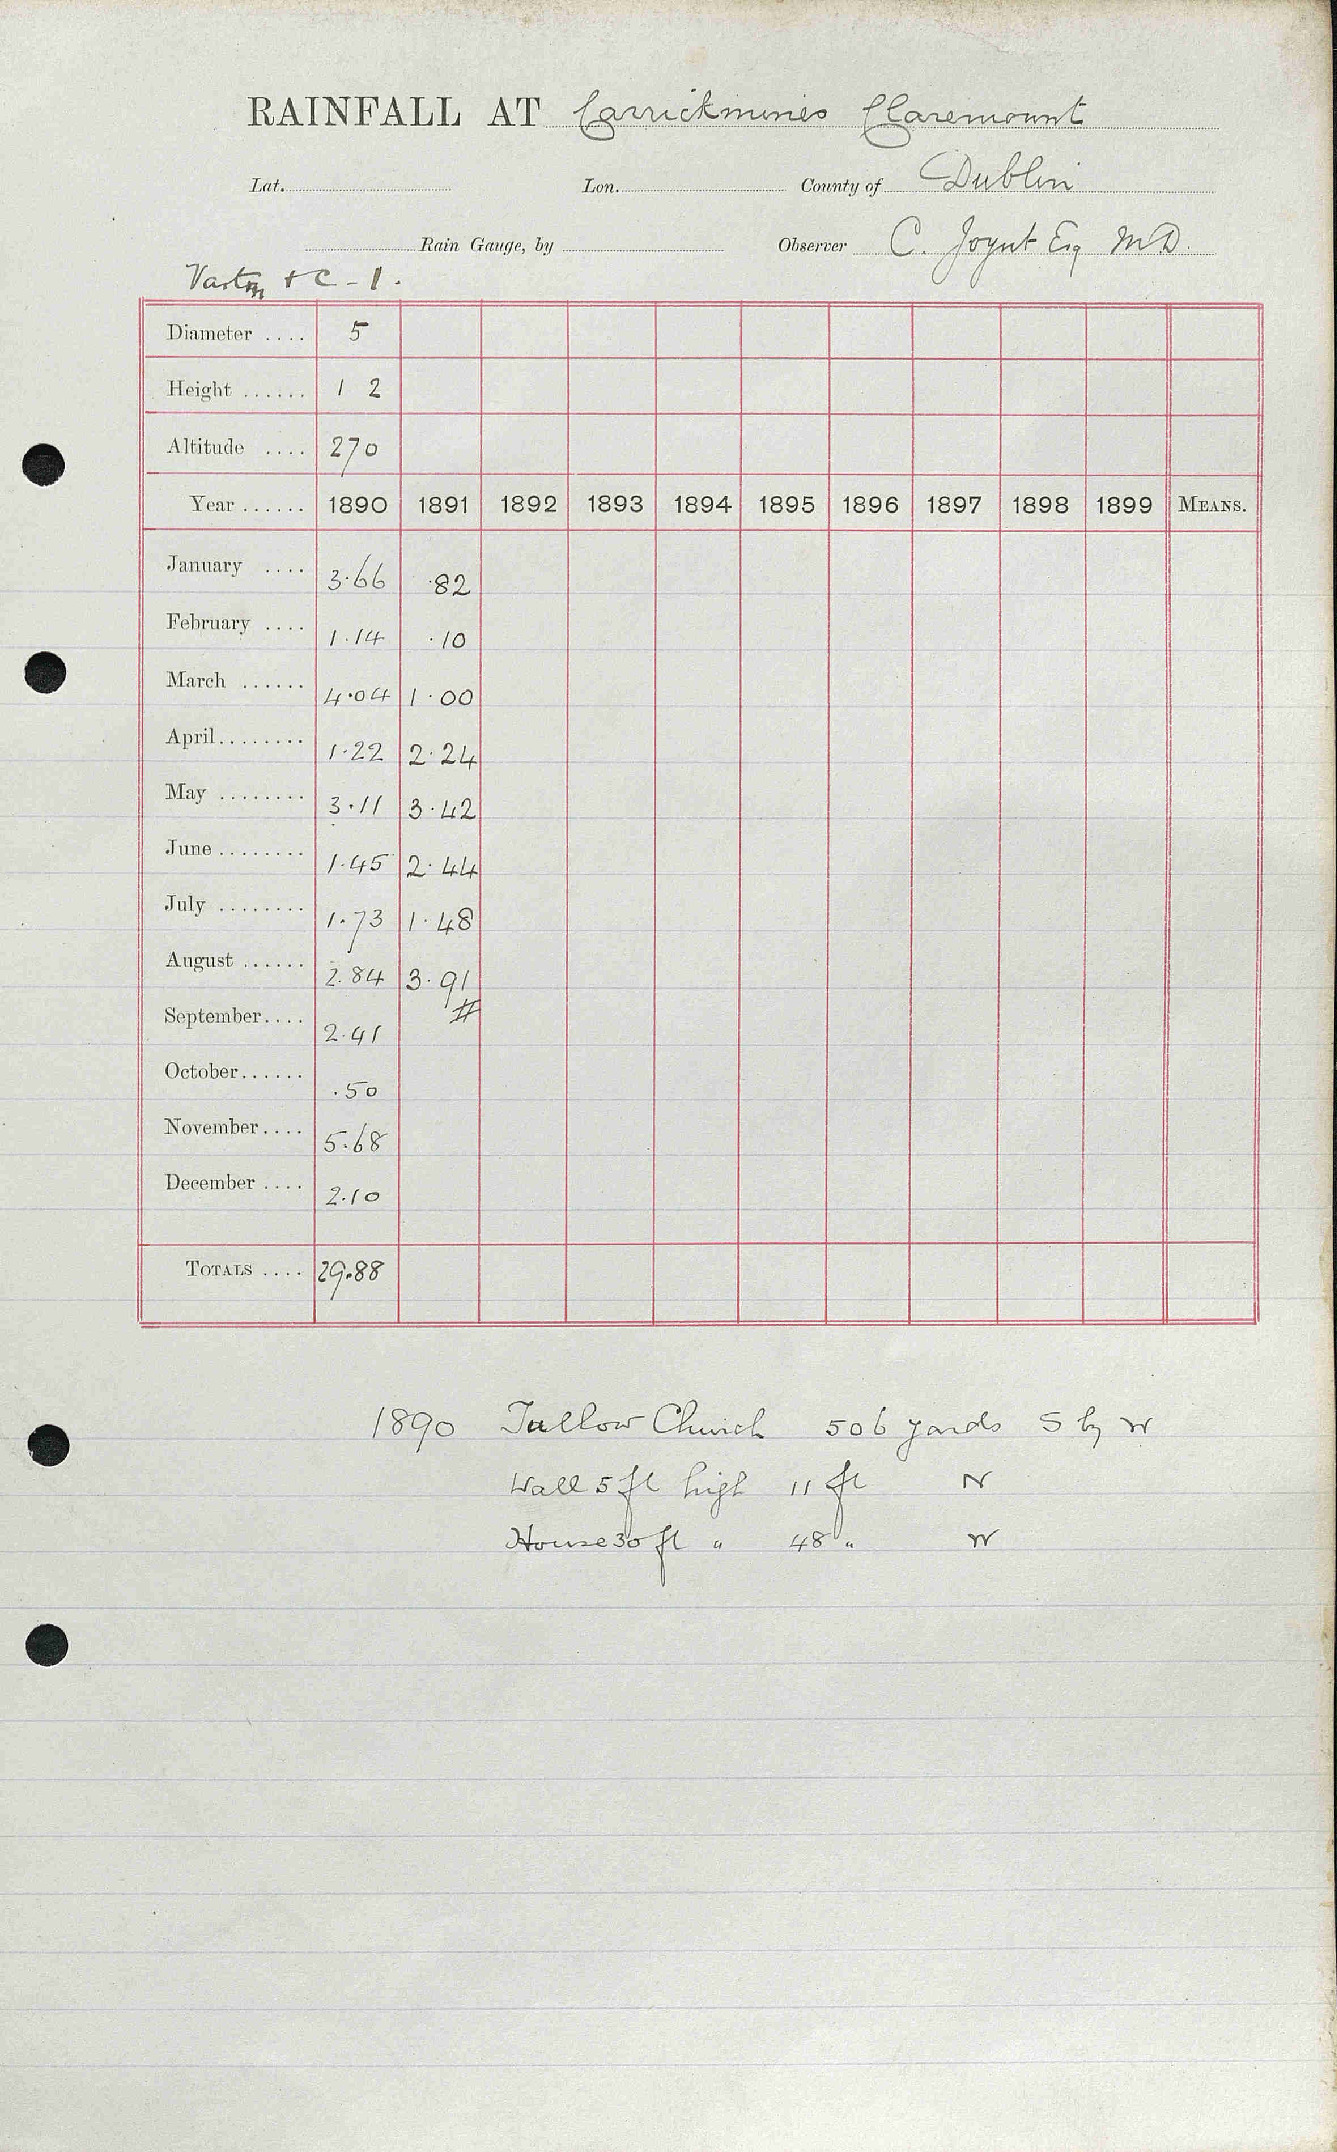 RAINFALL AT Carrickmines Claremount
Lat. Lon. County of Dublin
Rain Gauge, by Observer C. Joynt Esq MD.
+ C - 1.
Diameter .... 5
Height ...... 1 2
Altitude .... 270
Year ...... 1890 1891 1892 1893 1894 1895 1896 1897 1898 1899 MEANS.
January .... 3.66 .82
February .... 1.14 .10
March ...... 4.04 1.00
April........ 1.22 2.24
May ........ 3.11 3.42
June ........ 1.45 2.44
July ........ 1.73 1.48
August ...... 2.84 3.91
September.... 2.41 #
October...... .50
November.... 5.68
December .... 2.10
TOTALS .... 29.88
1890 Tullow Church 506 yards S by W
Wall 5 ft high 11 ft N
House 30 ft " 48 " W